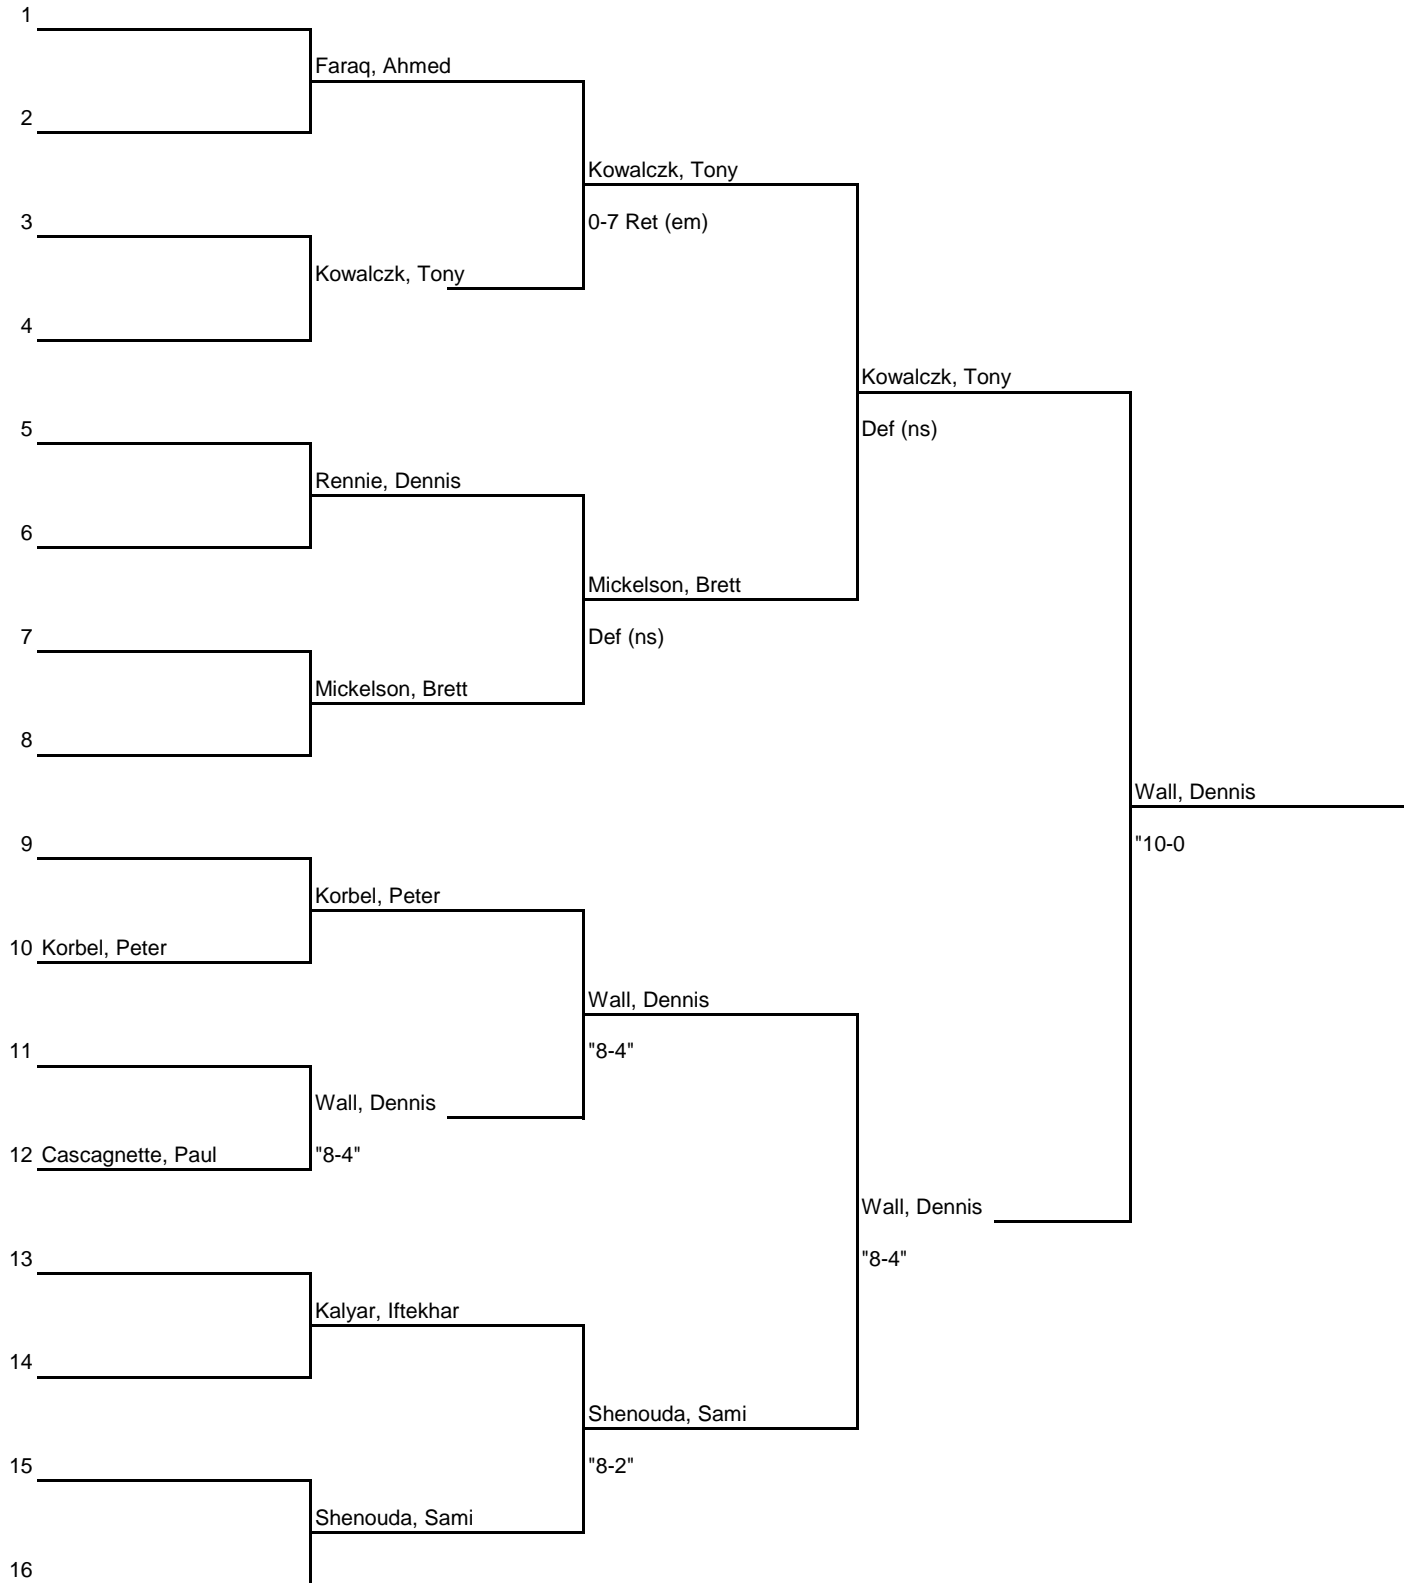 1
Faraq, Ahmed
2
Kowalczk, Tony
3
0-7 Ret (em)
Kowalczk, Tony
4
Kowalczk, Tony
5
Def (ns)
Rennie, Dennis
6
Mickelson, Brett
7
Def (ns)
Mickelson, Brett
8
Wall, Dennis
9
"10-0
Korbel, Peter
10 Korbel, Peter
Wall, Dennis
11
"8-4"
Wall, Dennis
12 Cascagnette, Paul
"8-4"
Wall, Dennis
13
"8-4"
Kalyar, Iftekhar
14
Shenouda, Sami
15
"8-2"
Shenouda, Sami
16